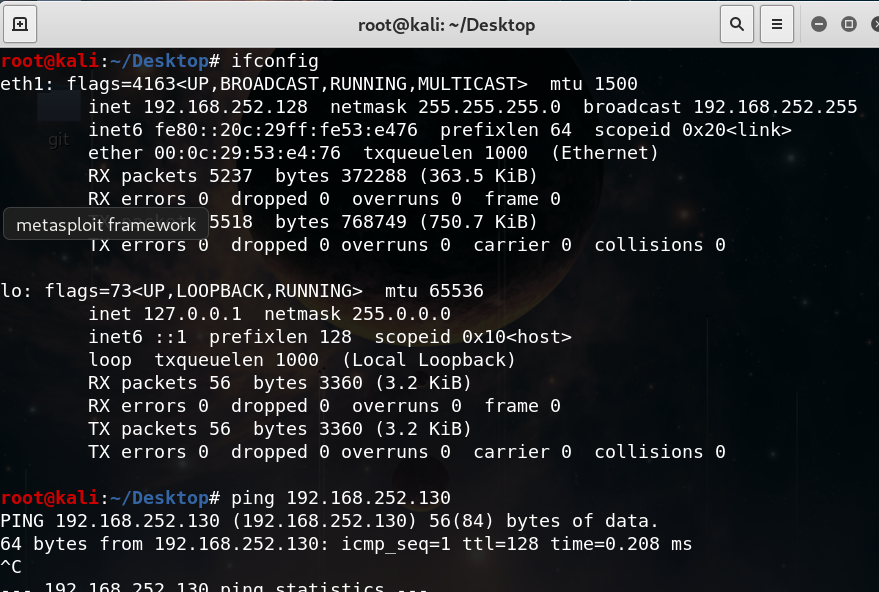 root@kali: ~/Desktop
root@kali:~/Desktop# ifconfig
eth1: flags=4163<UP,BROADCAST,RUNNING,MULTICAST>  mtu 1500
        inet 192.168.252.128  netmask 255.255.255.0  broadcast 192.168.252.255
        inet6 fe80::20c:29ff:fe53:e476  prefixlen 64  scopeid 0x20<link>
git
        ether 00:0c:29:53:e4:76  txqueuelen 1000  (Ethernet)
        RX packets 5237  bytes 372288 (363.5 KiB)
        RX errors 0  dropped 0  overruns 0  frame 0
metasploit framework
        TX packets 5518  bytes 768749 (750.7 KiB)
        TX errors 0  dropped 0 overruns 0  carrier 0  collisions 0

lo: flags=73<UP,LOOPBACK,RUNNING>  mtu 65536
        inet 127.0.0.1  netmask 255.0.0.0
        inet6 ::1  prefixlen 128  scopeid 0x10<host>
        loop  txqueuelen 1000  (Local Loopback)
        RX packets 56  bytes 3360 (3.2 KiB)
        RX errors 0  dropped 0  overruns 0  frame 0
        TX packets 56  bytes 3360 (3.2 KiB)
        TX errors 0  dropped 0 overruns 0  carrier 0  collisions 0

root@kali:~/Desktop# ping 192.168.252.130
PING 192.168.252.130 (192.168.252.130) 56(84) bytes of data.
64 bytes from 192.168.252.130: icmp_seq=1 ttl=128 time=0.208 ms
^C
--- 192.168.252.130 ping statistics ---